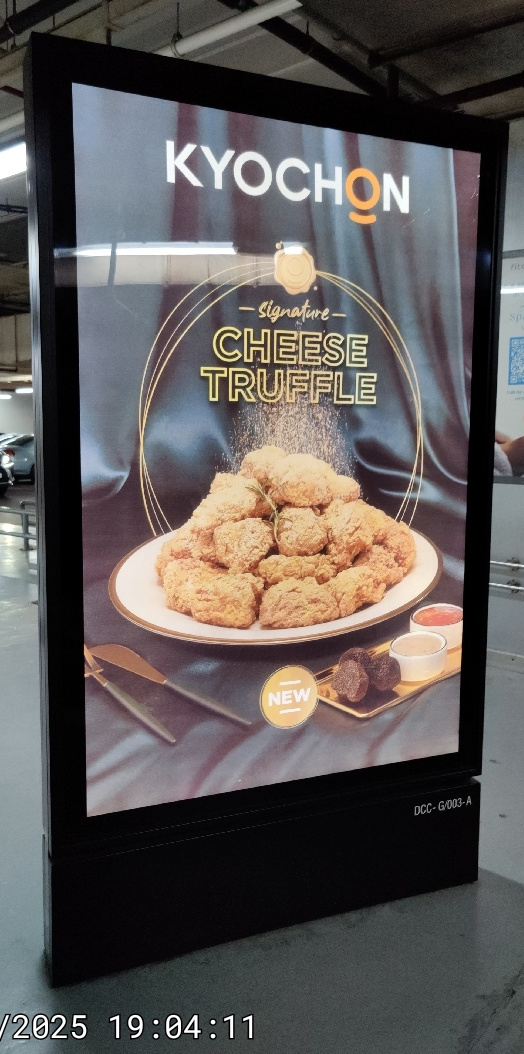 KYOCHON
signature
CHEESE
TRUFFLE
NEW
DCC-G/003-A
/2025 19:04:11